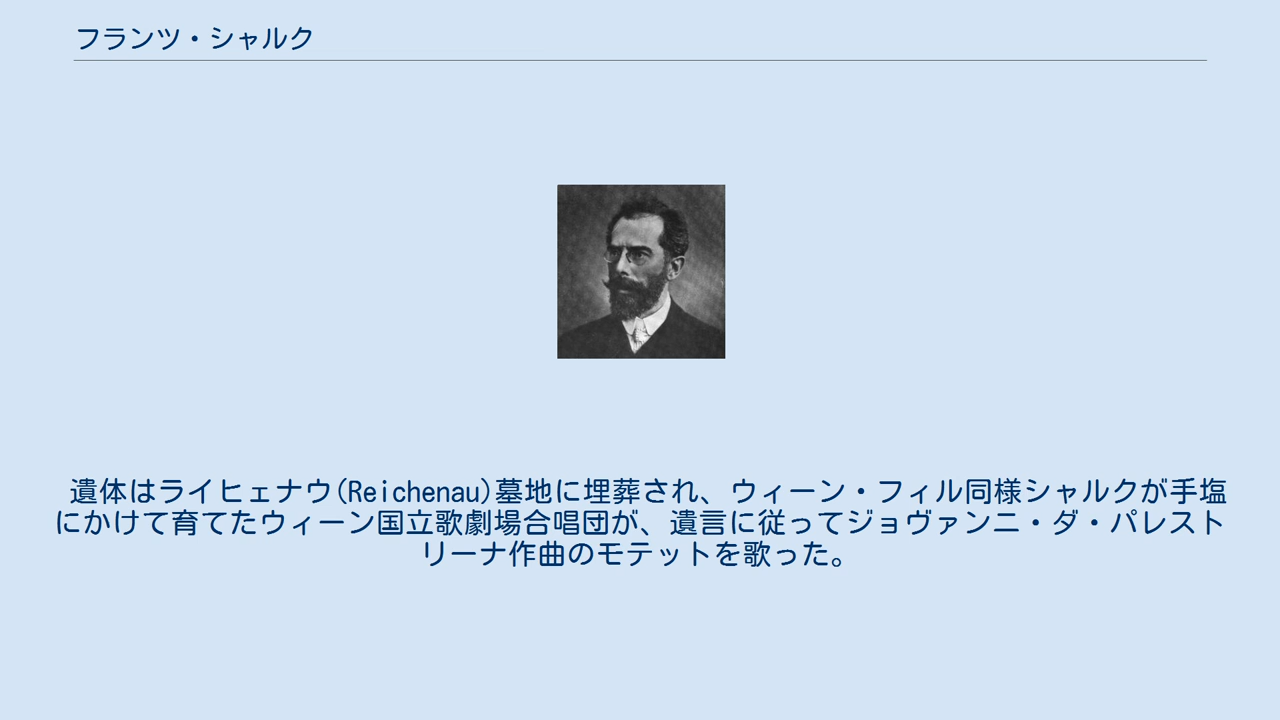 フランツ・シャルク
遺体はライヒェナウ(Reichenau)墓地に埋葬され、ウィーン・フィル同様シャルクが手塩
にかけて育てたウィーン国立歌劇場合唱団が、遺言に従ってジョヴァンニ・ダ・パレスト
リーナ作曲のモテットを歌った。